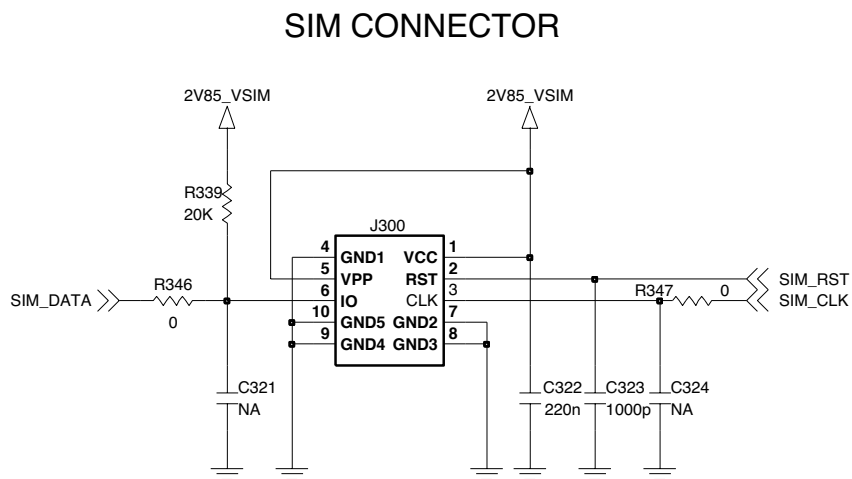 SIM CONNECTOR
2V85_VSIM
2V85_VSIM
R339
20K
J300
4 GND1 VCC 1
5 VPP RST 2
6 IO CLK 3
10 GND5 GND2 7
9 GND4 GND3 8
SIM_DATA
R346
0
R347 0
SIM_RST
SIM_CLK
C321
NA
C322
220n
C323
1000p
C324
NA